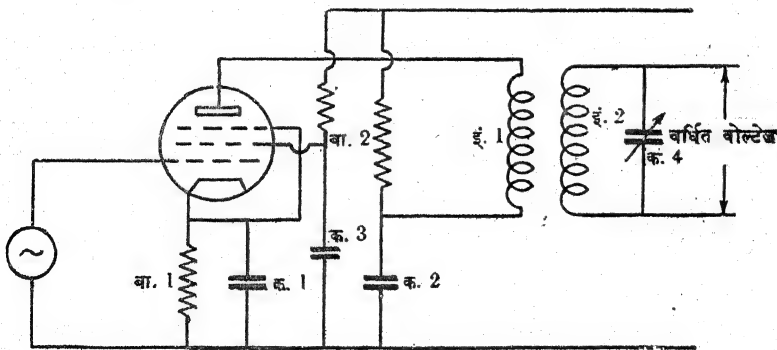 बा. 2
इं. 1
इं. 2
वर्धित वोल्टेज
क. 4
क. 3
बा. 1
क. 1
क. 2